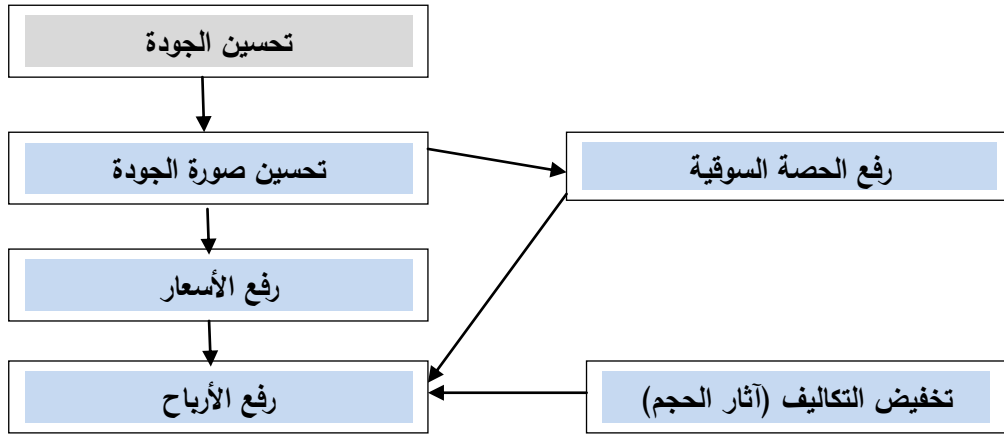 تحسين الجودة
تحسين صورة الجودة
رفع الحصة السوقية
رفع الأسعار
رفع الأرباح
تخفيض التكاليف (آثار الحجم)